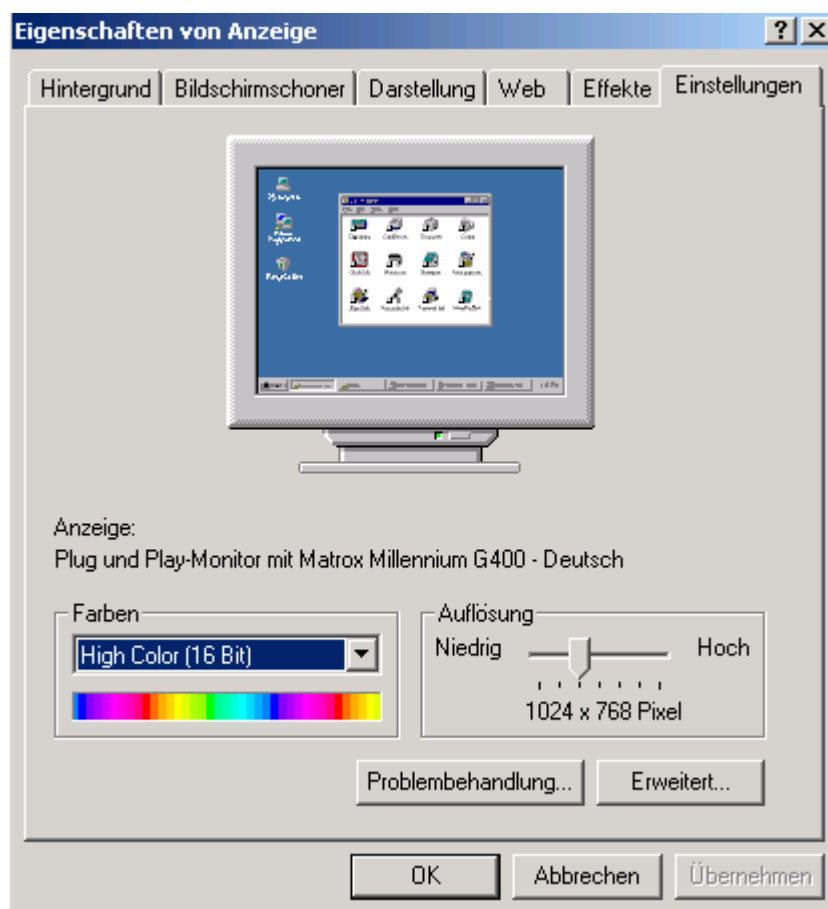 Eigenschaften von Anzeige
Hintergrund Bildschirmschoner Darstellung Web Effekte Einstellungen
Anzeige:
Plug und Play-Monitor mit Matrox Millennium G400 - Deutsch
Farben
High Color (16 Bit)
Auflösung
Niedrig Hoch
1024 x 768 Pixel
Problembehandlung... Erweitert...
OK Abbrechen Übernehmen